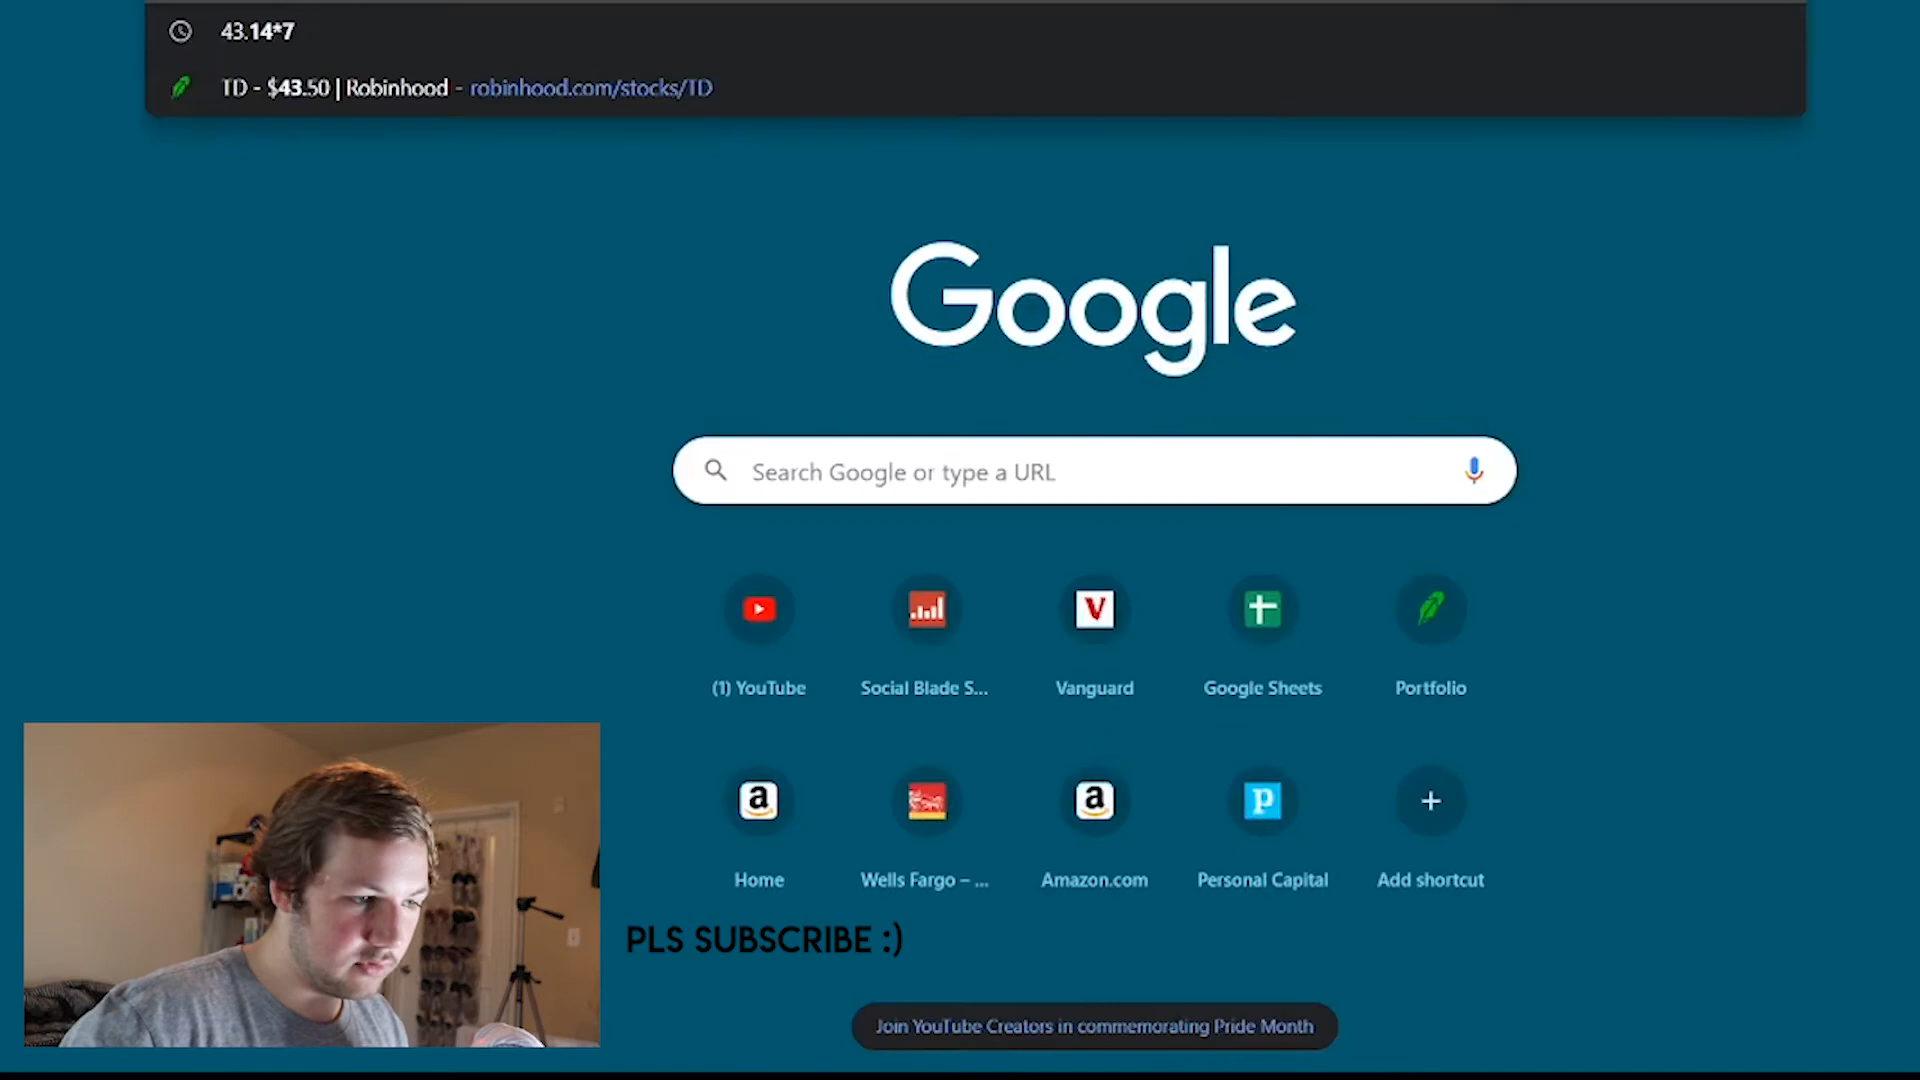 43.14*7
TD - $43.50 | Robinhood - robinhood.com/stocks/TD
Google
Search Google or type a URL
(1) YouTube
Social Blade S...
Vanguard
Google Sheets
Portfolio
Home
Wells Fargo – ...
Amazon.com
Personal Capital
Add shortcut
PLS SUBSCRIBE :)
Join YouTube Creators in commemorating Pride Month